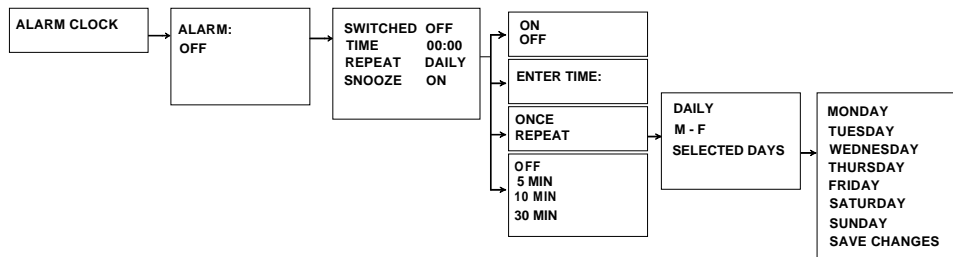 ALARM CLOCK
ALARM:
OFF
SWITCHED OFF
TIME 00:00
REPEAT DAILY
SNOOZE ON
ON
OFF
ENTER TIME:
ONCE
REPEAT
OFF
5 MIN
10 MIN
30 MIN
DAILY
M - F
SELECTED DAYS
MONDAY
TUESDAY
WEDNESDAY
THURSDAY
FRIDAY
SATURDAY
SUNDAY
SAVE CHANGES